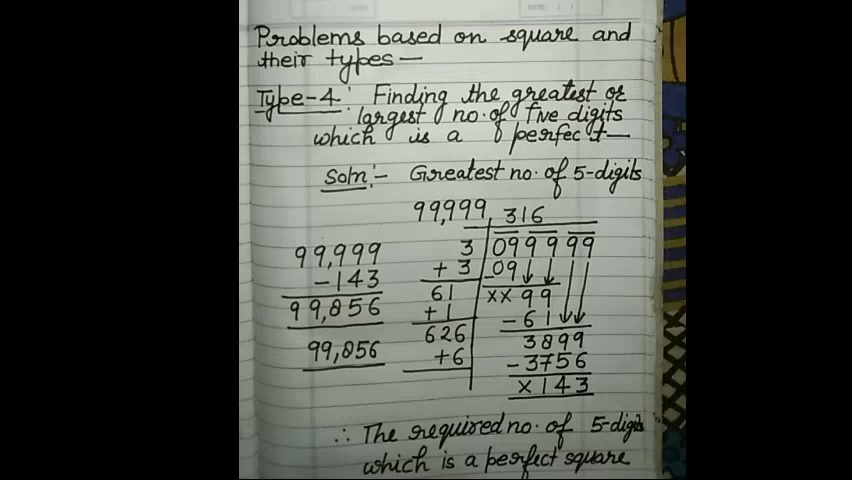 Problems based on square and
their types—
Type-4: Finding the greatest or
largest no. of five digits
which is a perfect—
Soln:- Greatest no. of 5-digits
99,999
316
99,999
-143
99,856
99,856
3
+ 3
61
+1
626
+6
099999
-09
××99
-61
3899
-3756
×143
∴ The required no. of 5-digits
which is a perfect square